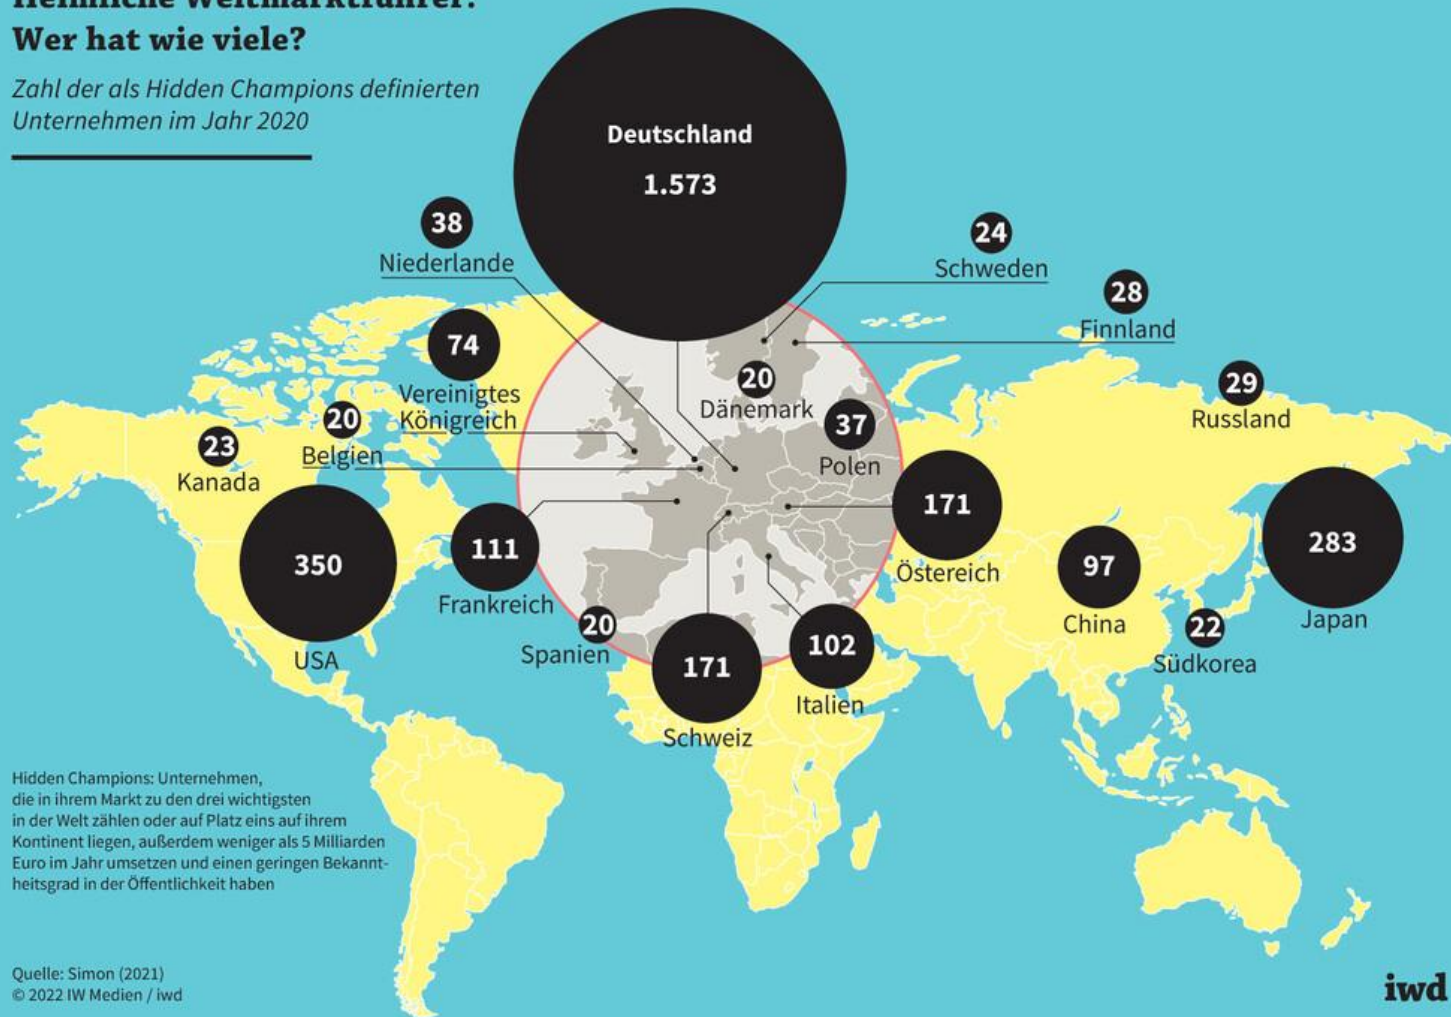 Heimliche Weltmarktführer:
Wer hat wie viele?
Zahl der als Hidden Champions definierten
Unternehmen im Jahr 2020
Deutschland
1.573
38
Niederlande
24
Schweden
28
Finnland
74
Vereinigtes
Königreich
20
Dänemark
37
Polen
29
Russland
23
Kanada
20
Belgien
350
USA
111
Frankreich
171
Östereich
97
China
283
Japan
20
Spanien
171
Schweiz
102
Italien
22
Südkorea
Hidden Champions: Unternehmen,
die in ihrem Markt zu den drei wichtigsten
in der Welt zählen oder auf Platz eins auf ihrem
Kontinent liegen, außerdem weniger als 5 Milliarden
Euro im Jahr umsetzen und einen geringen Bekannt-
heitsgrad in der Öffentlichkeit haben
Quelle: Simon (2021)
© 2022 IW Medien / iwd
iwd